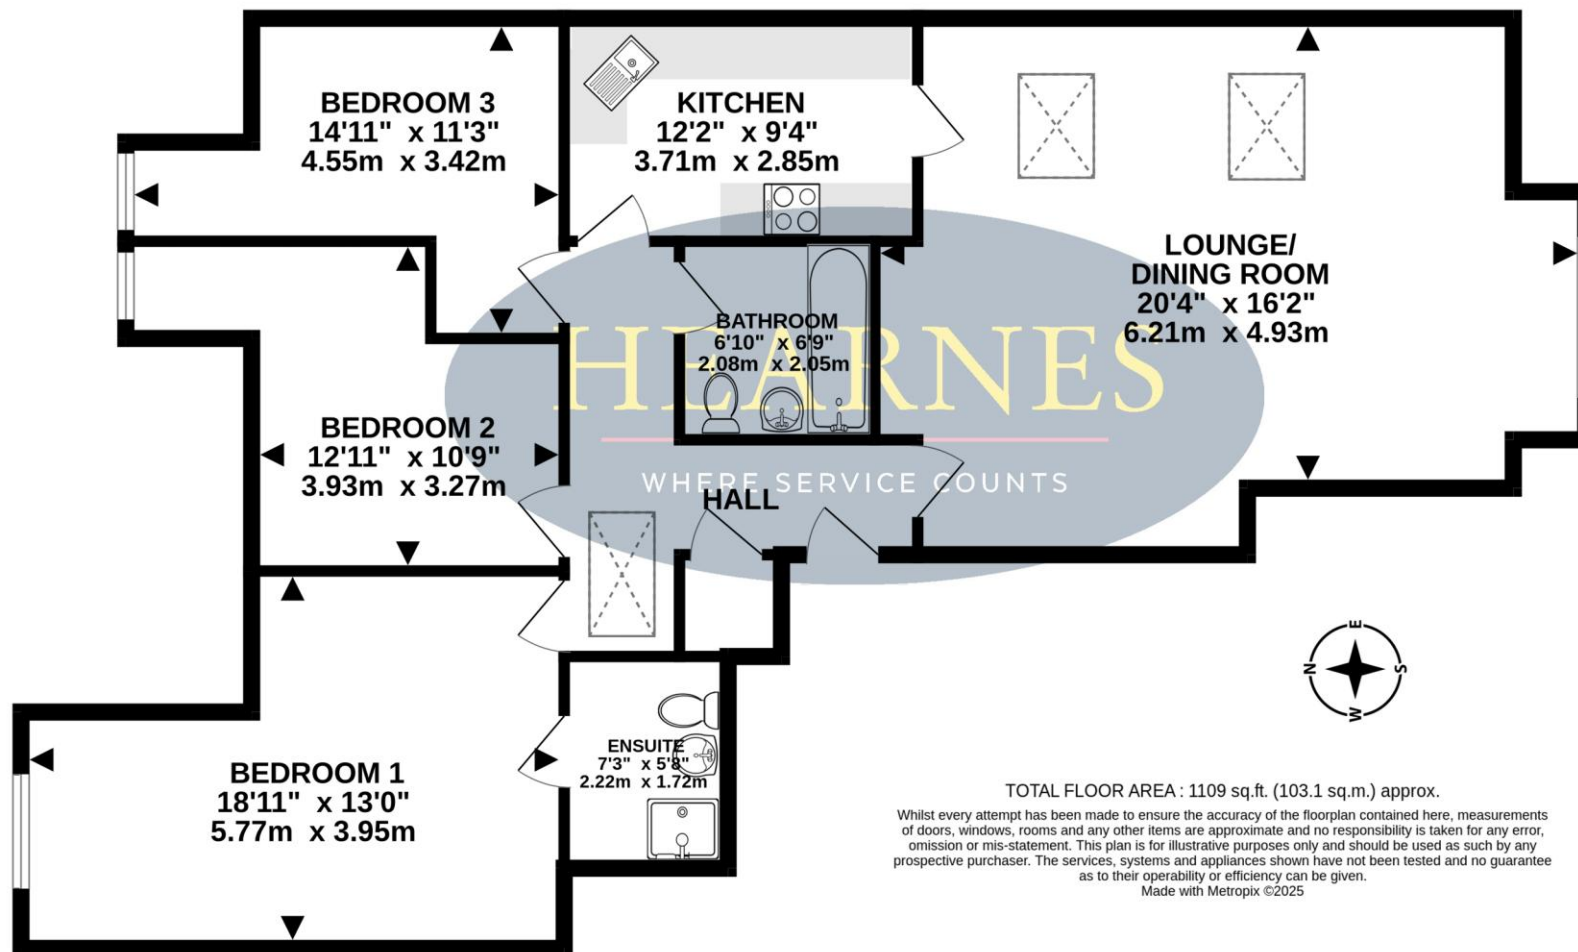 BEDROOM 3
14'11" x 11'3"
4.55m x 3.42m
KITCHEN
12'2" x 9'4"
3.71m x 2.85m
LOUNGE/
DINING ROOM
20'4" x 16'2"
6.21m x 4.93m
BATHROOM
6'10" x 6'9"
2.08m x 2.05m
HEARNES
WHERE SERVICE COUNTS
BEDROOM 2
12'11" x 10'9"
3.93m x 3.27m
HALL
BEDROOM 1
18'11" x 13'0"
5.77m x 3.95m
ENSUITE
7'3" x 5'8"
2.22m x 1.72m
E
N
S
W
TOTAL FLOOR AREA : 1109 sq.ft. (103.1 sq.m.) approx.
Whilst every attempt has been made to ensure the accuracy of the floorplan contained here, measurements
of doors, windows, rooms and any other items are approximate and no responsibility is taken for any error,
omission or mis-statement. This plan is for illustrative purposes only and should be used as such by any
prospective purchaser. The services, systems and appliances shown have not been tested and no guarantee
as to their operability or efficiency can be given.
Made with Metropix ©2025